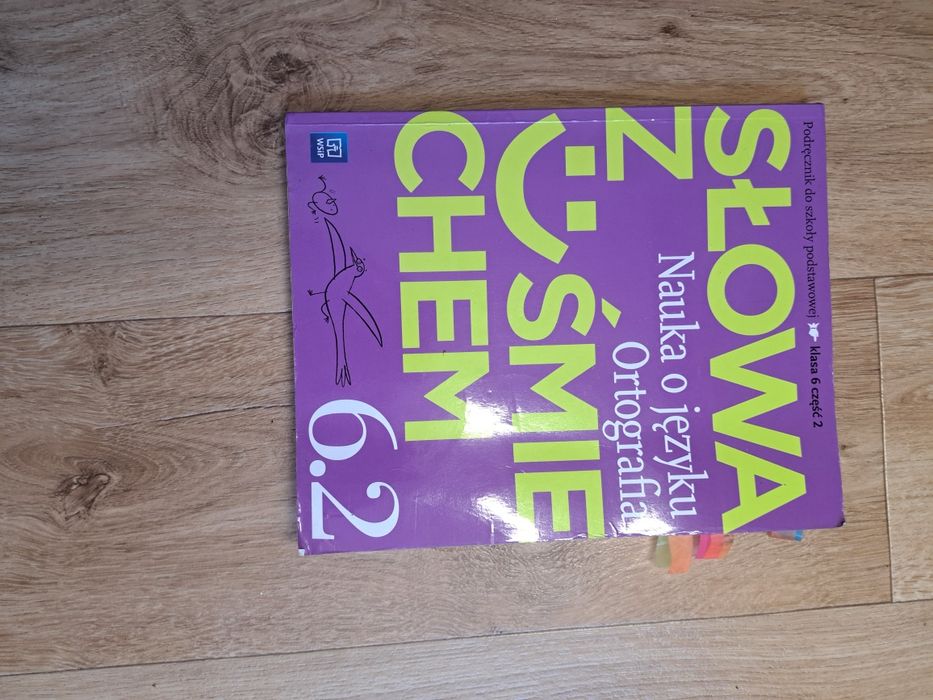 Podręcznik do szkoły podstawowej klasa 6 część 2
SŁOWA
Z Nauka o języku
Ortografia
UŚMIE
CHEM
6.2
WSiP